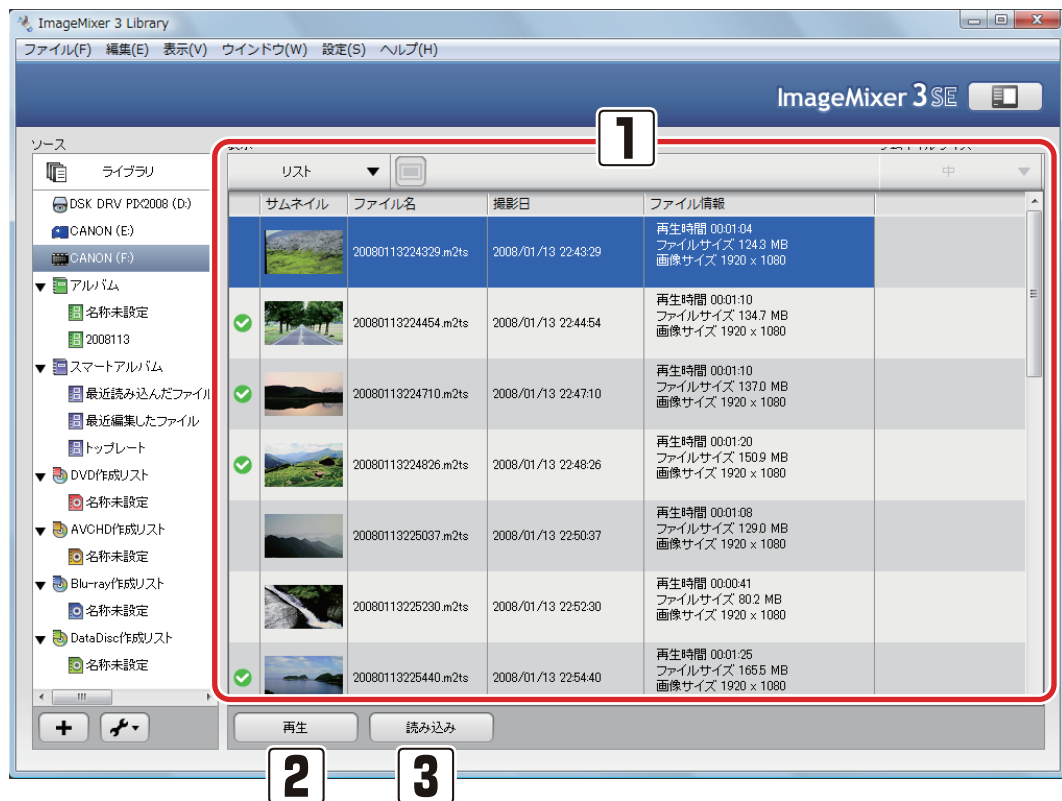 ImageMixer 3 Library
ファイル(F) 編集(E) 表示(V) ウインドウ(W) 設定(S) ヘルプ(H)
ImageMixer 3 SE
1
ソース
ライブラリ
DSK DRV PIX2008 (D:)
CANON (E:)
CANON (F:)
アルバム
名称未設定
2008113
スマートアルバム
最近読み込んだファイル
最近編集したファイル
トップレート
DVD作成リスト
名称未設定
AVCHD作成リスト
名称未設定
Blu-ray作成リスト
名称未設定
DataDisc作成リスト
名称未設定
リスト 中
サムネイル ファイル名 撮影日 ファイル情報
20080113224329.m2ts 2008/01/13 22:43:29
再生時間 00:01:04
ファイルサイズ 124.3 MB
画像サイズ 1920 x 1080
20080113224454.m2ts 2008/01/13 22:44:54
再生時間 00:01:10
ファイルサイズ 134.7 MB
画像サイズ 1920 x 1080
20080113224710.m2ts 2008/01/13 22:47:10
再生時間 00:01:10
ファイルサイズ 137.0 MB
画像サイズ 1920 x 1080
20080113224826.m2ts 2008/01/13 22:48:26
再生時間 00:01:20
ファイルサイズ 150.9 MB
画像サイズ 1920 x 1080
20080113225037.m2ts 2008/01/13 22:50:37
再生時間 00:01:08
ファイルサイズ 129.0 MB
画像サイズ 1920 x 1080
20080113225230.m2ts 2008/01/13 22:52:30
再生時間 00:00:41
ファイルサイズ 80.2 MB
画像サイズ 1920 x 1080
20080113225440.m2ts 2008/01/13 22:54:40
再生時間 00:01:25
ファイルサイズ 165.5 MB
画像サイズ 1920 x 1080
再生 読み込み
2 3